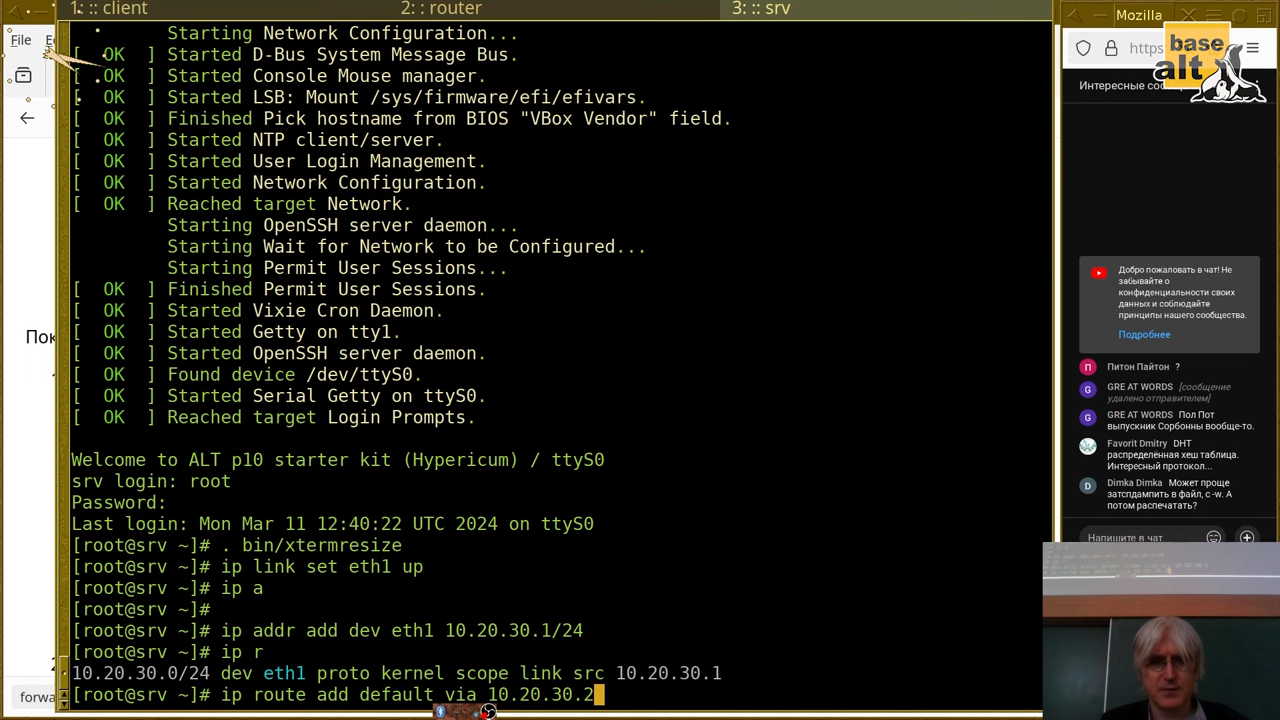 1: :: client
2: : router
3: :: srv
Mozilla
File
https
base
alt
Starting Network Configuration...
[  OK  ] Started D-Bus System Message Bus.
[  OK  ] Started Console Mouse manager.
[  OK  ] Started LSB: Mount /sys/firmware/efi/efivars.
[  OK  ] Finished Pick hostname from BIOS "VBox Vendor" field.
[  OK  ] Started NTP client/server.
[  OK  ] Started User Login Management.
[  OK  ] Started Network Configuration.
[  OK  ] Reached target Network.
Starting OpenSSH server daemon...
Starting Wait for Network to be Configured...
Starting Permit User Sessions...
[  OK  ] Finished Permit User Sessions.
[  OK  ] Started Vixie Cron Daemon.
[  OK  ] Started Getty on tty1.
[  OK  ] Started OpenSSH server daemon.
[  OK  ] Found device /dev/ttyS0.
[  OK  ] Started Serial Getty on ttyS0.
[  OK  ] Reached target Login Prompts.
Welcome to ALT p10 starter kit (Hypericum) / ttyS0
srv login: root
Password:
Last login: Mon Mar 11 12:40:22 UTC 2024 on ttyS0
[root@srv ~]# . bin/xtermresize
[root@srv ~]# ip link set eth1 up
[root@srv ~]# ip a
[root@srv ~]#
[root@srv ~]# ip addr add dev eth1 10.20.30.1/24
[root@srv ~]# ip r
10.20.30.0/24 dev eth1 proto kernel scope link src 10.20.30.1
[root@srv ~]# ip route add default via 10.20.30.2
Пок
forwa
Интересные соо
Добро пожаловать в чат! Не
забывайте о
конфиденциальности своих
данных и соблюдайте
принципы нашего сообщества.
Подробнее
П Питон Пайтон ?
G GRE AT WORDS [сообщение
удалено отправителем]
G GRE AT WORDS Пол Пот
выпускник Сорбонны вообще-то.
Favorit Dmitry DHT
распределённая хеш таблица.
Интересный протокол...
D Dimka Dimka Может проще
затспдампить в файл, с -w. А
потом распечатать?
Напишите в чат